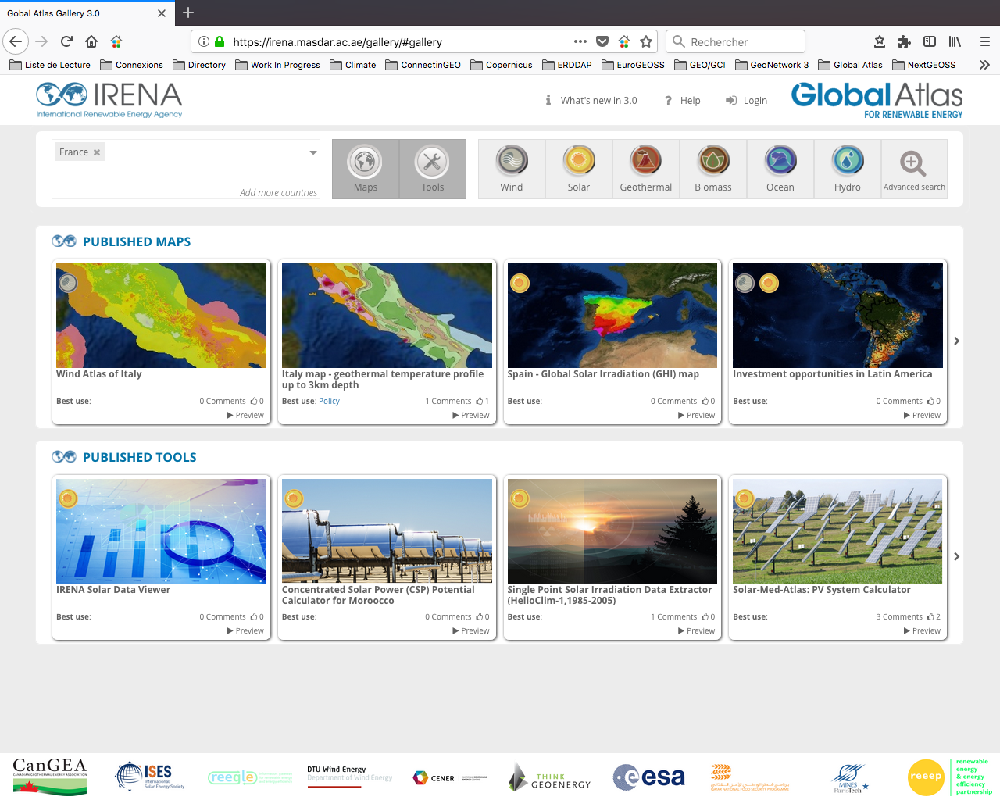 Gobal Atlas Gallery 3.0
https://irena.masdar.ac.ae/gallery/#gallery
Rechercher
Liste de Lecture
Connexions
Directory
Work In Progress
Climate
ConnectinGEO
Copernicus
ERDDAP
EuroGEOSS
GEO/GCI
GeoNetwork 3
Global Atlas
NextGEOSS
IRENA
International Renewable Energy Agency
What's new in 3.0
Help
Login
GlobalAtlas
FOR RENEWABLE ENERGY
France
Add more countries
Maps
Tools
Wind
Solar
Geothermal
Biomass
Ocean
Hydro
Advanced search
PUBLISHED MAPS
Wind Atlas of Italy
Best use:
0 Comments 0
Preview
Italy map - geothermal temperature profile
up to 3km depth
Best use: Policy
1 Comments 1
Preview
Spain - Global Solar Irradiation (GHI) map
Best use:
0 Comments 0
Preview
Investment opportunities in Latin America
Best use:
0 Comments 0
Preview
PUBLISHED TOOLS
IRENA Solar Data Viewer
Best use:
0 Comments 0
Preview
Concentrated Solar Power (CSP) Potential
Calculator for Moroocco
Best use:
0 Comments 0
Preview
Single Point Solar Irradiation Data Extractor
(HelioClim-1,1985-2005)
Best use:
1 Comments 0
Preview
Solar-Med-Atlas: PV System Calculator
Best use:
3 Comments 2
Preview
CanGEA
CANADIAN GEOTHERMAL ENERGY ASSOCIATION
ISES
International
Solar Energy Society
reegle
DTU Wind Energy
Department of Wind Energy
CENER
THINK
GEOENERGY
esa
QATAR NATIONAL FOOD SECURITY PROGRAMME
MINES
ParisTech
reeep
renewable
energy
& energy
efficiency
partnership